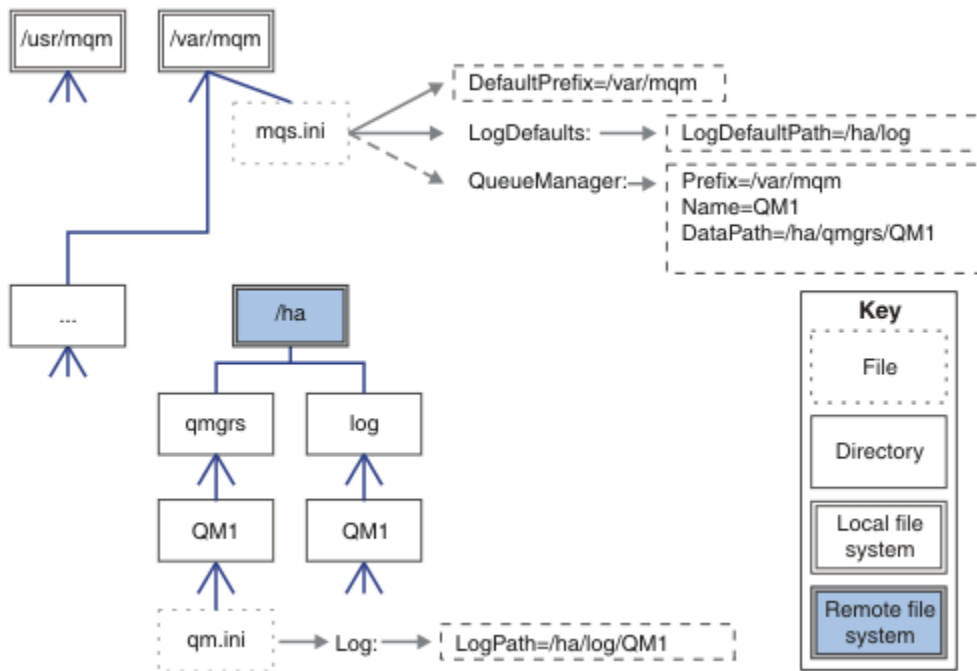 /usr/mqm
/var/mqm
mqs.ini
DefaultPrefix=/var/mqm
LogDefaults:
LogDefaultPath=/ha/log
QueueManager:
Prefix=/var/mqm
Name=QM1
DataPath=/ha/qmgrs/QM1
...
/ha
qmgrs
log
QM1
QM1
qm.ini
Log:
LogPath=/ha/log/QM1
Key
File
Directory
Local file
system
Remote file
system